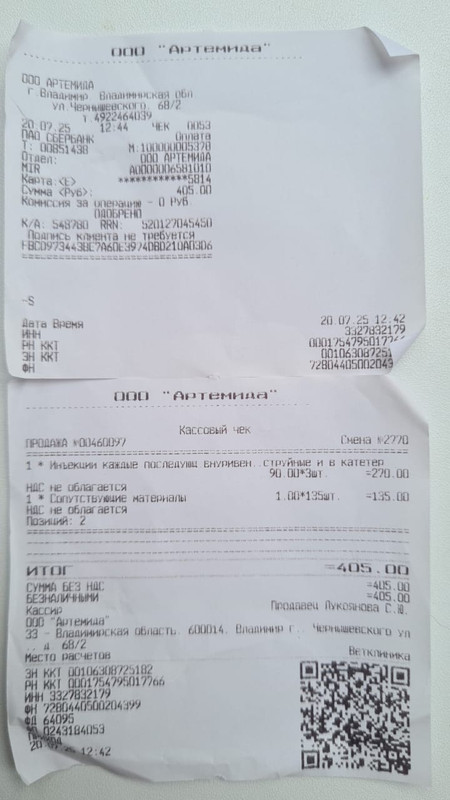 ООО "Артемида"
ООО АРТЕМИДА
г.Владимир, Владимирская обл
ул.Чернышевского, 68/2
т.4922464039
20.07.25 12:44 ЧЕК 0053
ПАО СБЕРБАНК Оплата
Т: 00851438 М:100000005370
Отдел: ООО АРТЕМИДА
MIR A0000006581010
Карта:(E) ************5814
Сумма (Руб): 405.00
Комиссия за операцию - 0 Руб.
ОДОБРЕНО
К/А: 548780 RRN: 520127045450
Подпись клиента не требуется
==============================
~S
Дата Время 20.07.25 12:42
ИНН 3327832179
РН ККТ
ЗН ККТ
ФН
ООО "Артемида"
Кассовый чек
ПРОДАЖА №00460097 Смена №2770
1 * Инъекции каждые последующ внуривен..струйные и в катетер
90.00*3шт. =270.00
НДС не облагается
1 * Сопутствующие материалы 1.00*135шт. =135.00
НДС не облагается
Позиций: 2
ИТОГ =405.00
СУММА БЕЗ НДС =405.00
БЕЗНАЛИЧНЫМИ =405.00
Кассир Продавец Лукоянова С.Ю.
ООО "Артемида"
33 - Владимирская область, 600014, Владимир г., Чернышевского ул
., д. 68/2
Место расчетов Ветклиника
ЗН ККТ 00106308725182
РН ККТ 0001754795017766
ИНН 3327832179
ФН 7280440500204399
ФД 64095
0243184053
Приход
20.07.25 12:42